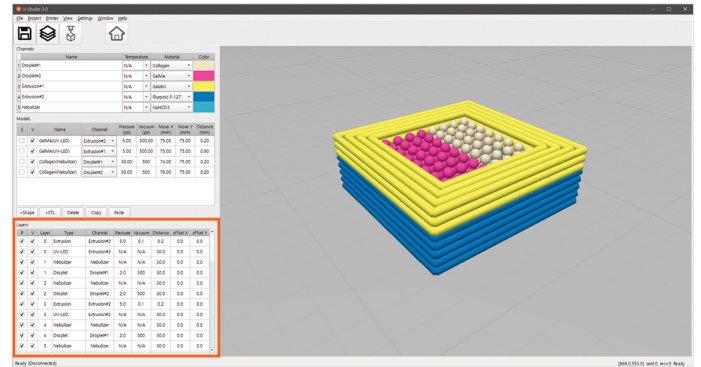 U-Studio 3.0
File Project Printer View Settings Window Help
Channels
Name Temperature Material Color
1 Droplet#1 N/A Collagen
2 Droplet#2 N/A GelMA
3 Extrusion#1 N/A Gelatin
4 Extrusion#2 N/A Pluronic F-127
5 Nebulizer N/A NaHCO3
Models
S V Name Channel Pressure (psi) Vacuum (psi) Move X (mm) Move Y (mm) Distance (mm)
GelMA(UV-LED) Extrusion#2 5.00 500.00 75.00 75.00 0.20
GelMA(UV-LED) Extrusion#1 5.00 500.00 75.00 75.00 0.90
Collagen(Nebulizer) Droplet#1 30.00 500 74.00 75.00 0.20
Collagen(Nebulizer) Droplet#2 30.00 500 76.00 75.00 0.20
+Shape +STL Delete Copy Paste
Layers
P V Layer Type Channel Pressure Vacuum Distance offset X offset Y
0 Extrusion Extrusion#2 5.0 0.1 0.2 0.0 0.0
0 UV-LED Extrusion#2 N/A N/A 30.0 0.0 0.0
1 Nebulizer Nebulizer N/A N/A 30.0 0.0 0.0
1 Droplet Droplet#1 2.0 500 30.0 0.0 0.0
2 Nebulizer Nebulizer N/A N/A 30.0 0.0 0.0
2 Droplet Droplet#2 2.0 500 30.0 0.0 0.0
3 Extrusion Extrusion#2 5.0 0.1 0.2 0.0 0.0
3 UV-LED Extrusion#2 N/A N/A 30.0 0.0 0.0
4 Nebulizer Nebulizer N/A N/A 30.0 0.0 0.0
4 Droplet Droplet#1 2.0 500 30.0 0.0 0.0
5 Nebulizer Nebulizer N/A N/A 30.0 0.0 0.0
Ready (Disconnected)
sent:0, recv:0 Ready